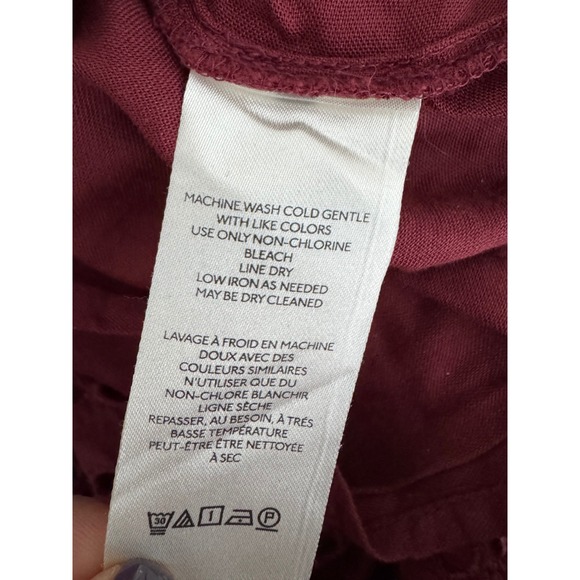 MACHINE WASH COLD GENTLE
WITH LIKE COLORS
USE ONLY NON-CHLORINE
BLEACH
LINE DRY
LOW IRON AS NEEDED
MAY BE DRY CLEANED
LAVAGE À FROID EN MACHINE
DOUX AVEC DES
COULEURS SIMILAIRES
N'UTILISER QUE DU
NON-CHLORE BLANCHIR
LIGNE SÈCHE
REPASSER, AU BESOIN, À TRÉS
BASSE TEMPÉRATURE
PEUT-ÊTRE ÊTRE NETTOYÉE
À SEC
30 P